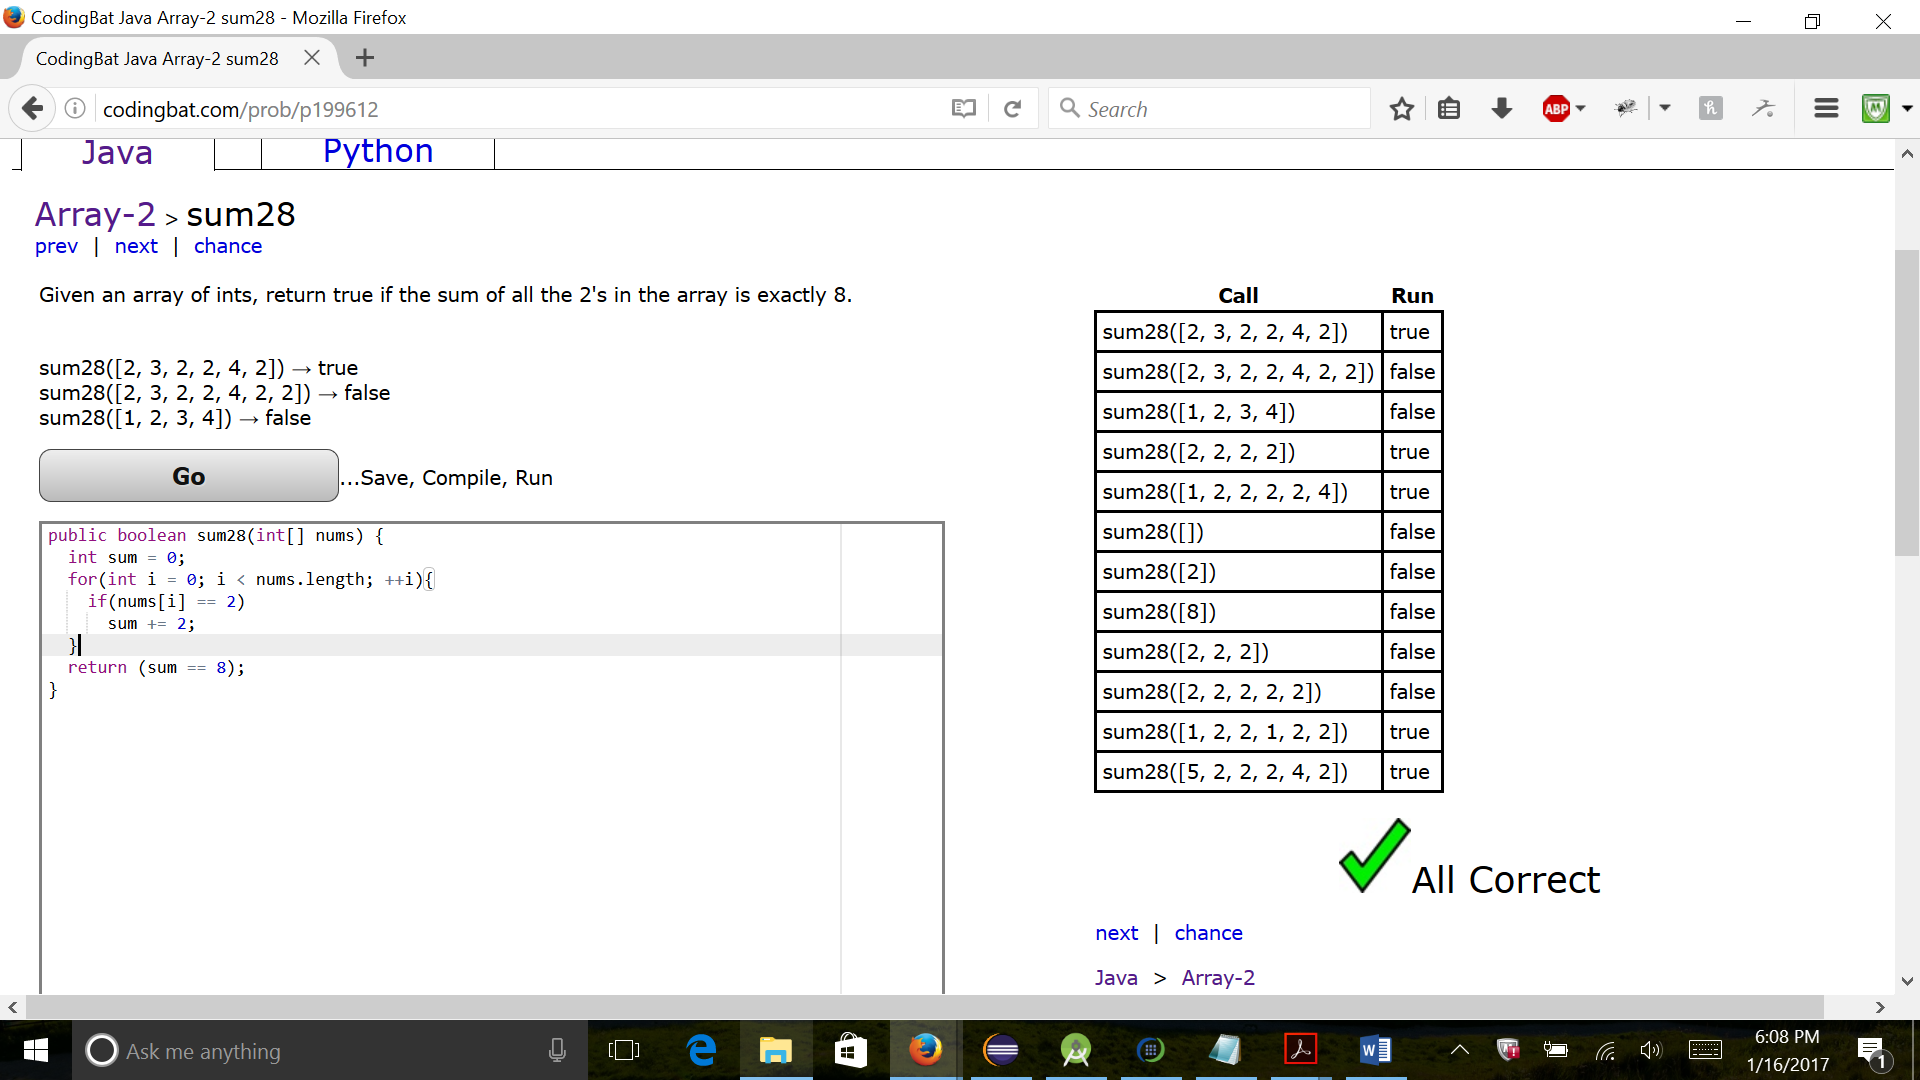 CodingBat Java Array-2 sum28 - Mozilla Firefox
CodingBat Java Array-2 sum28
codingbat.com/prob/p199612
Search
ABP
h
M
Java
Python
Array-2 > sum28
prev | next | chance
Given an array of ints, return true if the sum of all the 2's in the array is exactly 8.
sum28([2, 3, 2, 2, 4, 2]) → true
sum28([2, 3, 2, 2, 4, 2, 2]) → false
sum28([1, 2, 3, 4]) → false
Go ...Save, Compile, Run
public boolean sum28(int[] nums) {
  int sum = 0;
  for(int i = 0; i < nums.length; ++i){
    if(nums[i] == 2)
      sum += 2;
  }
  return (sum == 8);
}
Call Run
sum28([2, 3, 2, 2, 4, 2]) true
sum28([2, 3, 2, 2, 4, 2, 2]) false
sum28([1, 2, 3, 4]) false
sum28([2, 2, 2, 2]) true
sum28([1, 2, 2, 2, 2, 4]) true
sum28([]) false
sum28([2]) false
sum28([8]) false
sum28([2, 2, 2]) false
sum28([2, 2, 2, 2, 2]) false
sum28([1, 2, 2, 1, 2, 2]) true
sum28([5, 2, 2, 2, 4, 2]) true
All Correct
next | chance
Java > Array-2
Ask me anything
6:08 PM
1/16/2017
1